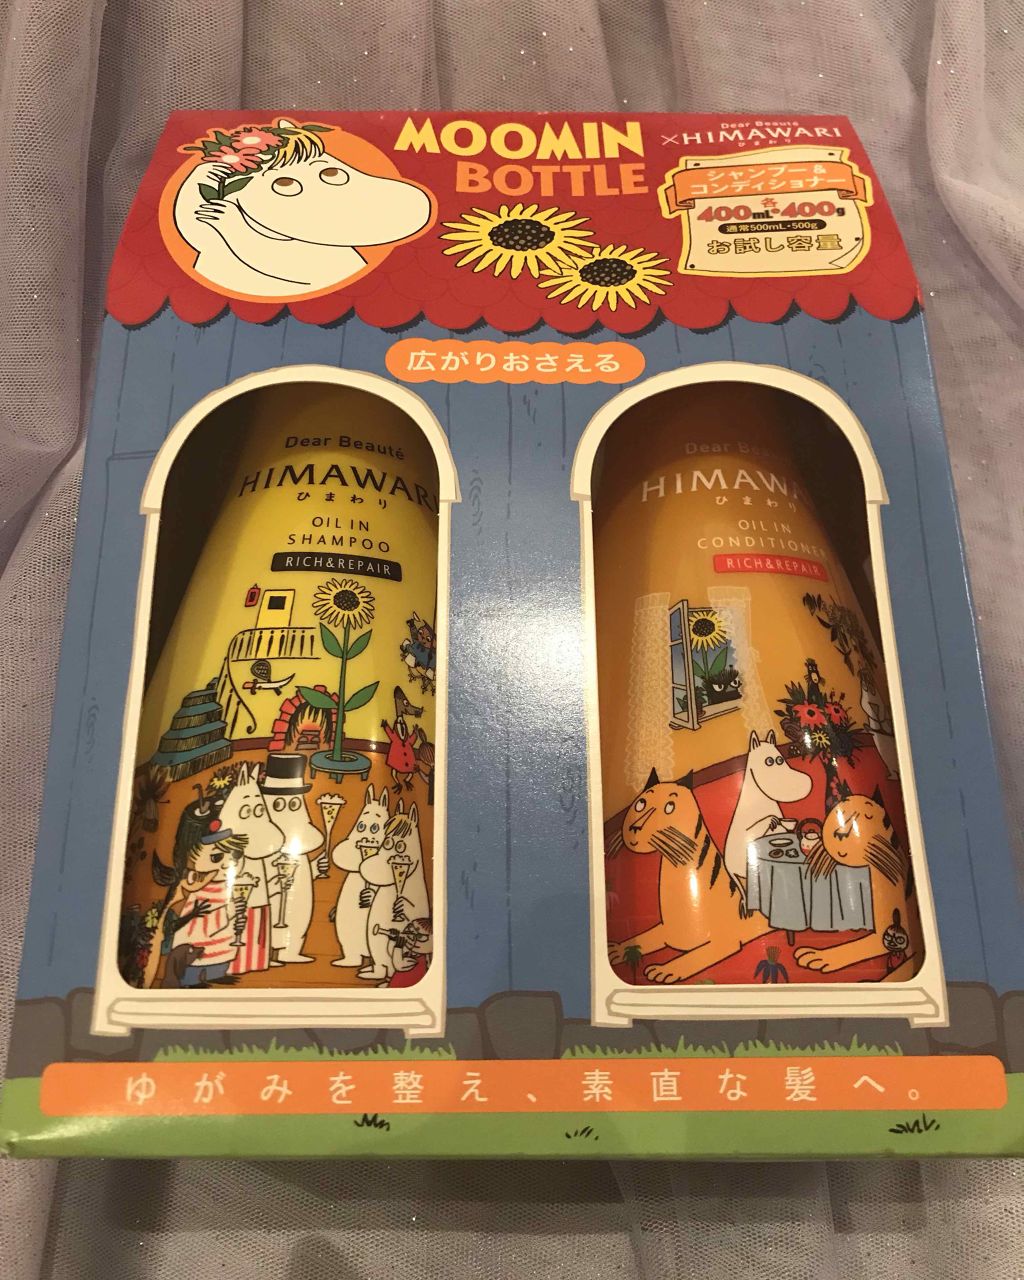 MOOMIN
BOTTLE
Dear Beauté
×HIMAWARI
ひまわり
シャンプー&
コンディショナー
各
400mL・400g
通常500mL・500g
お試し容量
広がりおさえる
Dear Beauté
HIMAWARI
ひまわり
OIL IN
SHAMPOO
RICH&REPAIR
Dear Beau
HIMAWA
ひまわり
OIL IN
CONDITIONER
RICH&REPAIR
ゆがみを整え、素直な髪へ。